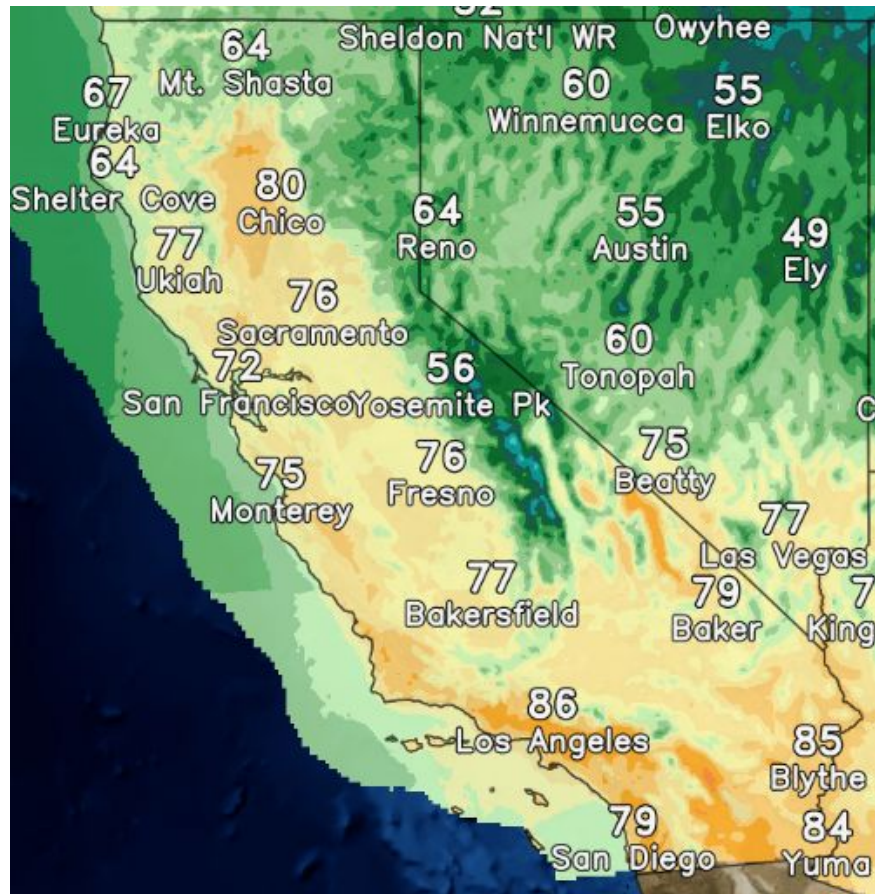 Sheldon Nat'l WR
Owyhee
64
Mt. Shasta
67
Eureka
60
Winnemucca
55
Elko
64
Shelter Cove
80
Chico
64
Reno
55
Austin
49
Ely
77
Ukiah
76
Sacramento
60
Tonopah
72
San Francisco
56
Yosemite Pk
75
Monterey
76
Fresno
75
Beatty
77
Las Vegas
77
Bakersfield
79
Baker
7
King
86
Los Angeles
85
Blythe
79
San Diego
84
Yuma